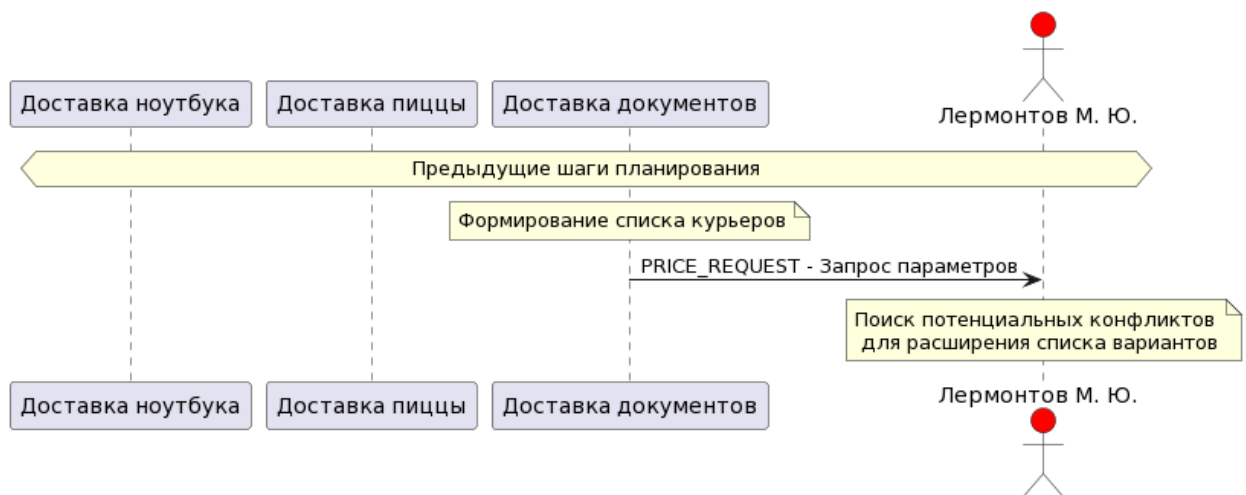 Доставка ноутбука
Доставка пиццы
Доставка документов
Лермонтов М. Ю.
Предыдущие шаги планирования
Формирование списка курьеров
PRICE_REQUEST - Запрос параметров
Поиск потенциальных конфликтов
для расширения списка вариантов
Доставка ноутбука
Доставка пиццы
Доставка документов
Лермонтов М. Ю.